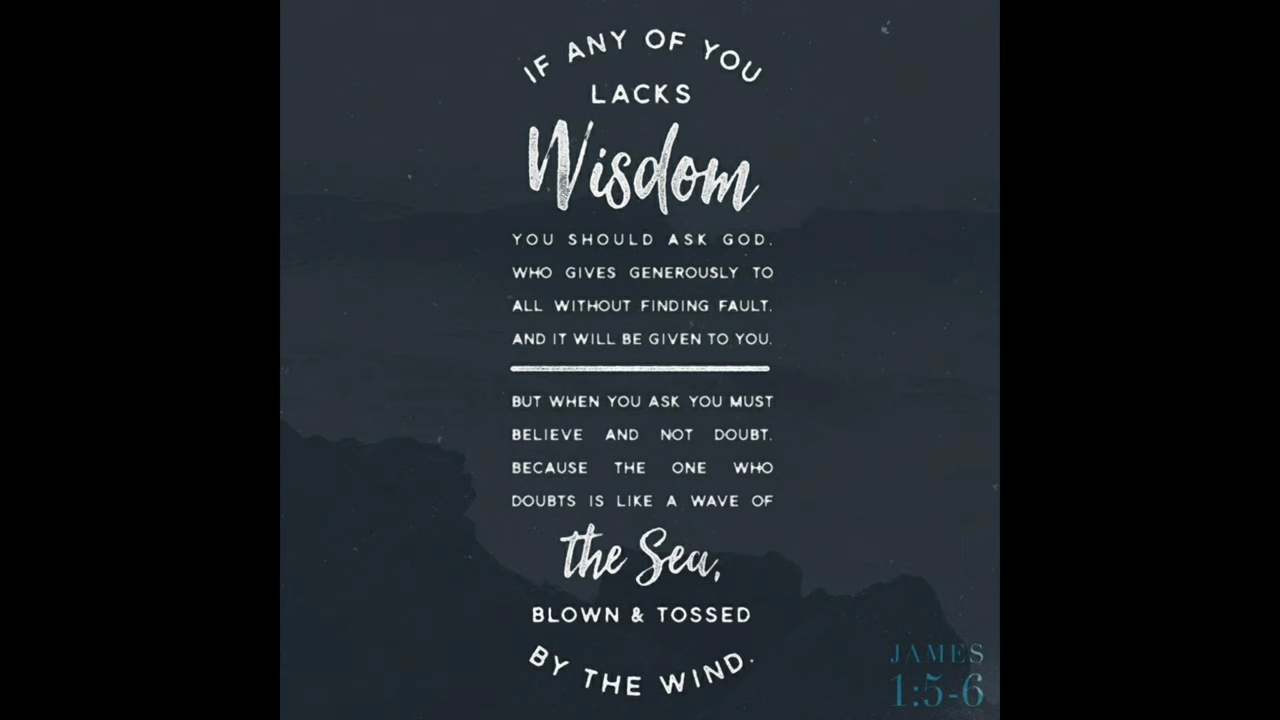 IF ANY OF YOU
LACKS
Wisdom
YOU SHOULD ASK GOD,
WHO GIVES GENEROUSLY TO
ALL WITHOUT FINDING FAULT,
AND IT WILL BE GIVEN TO YOU.
BUT WHEN YOU ASK YOU MUST
BELIEVE AND NOT DOUBT,
BECAUSE THE ONE WHO
DOUBTS IS LIKE A WAVE OF
the Sea,
BLOWN & TOSSED
BY THE WIND.
JAMES
1:5-6